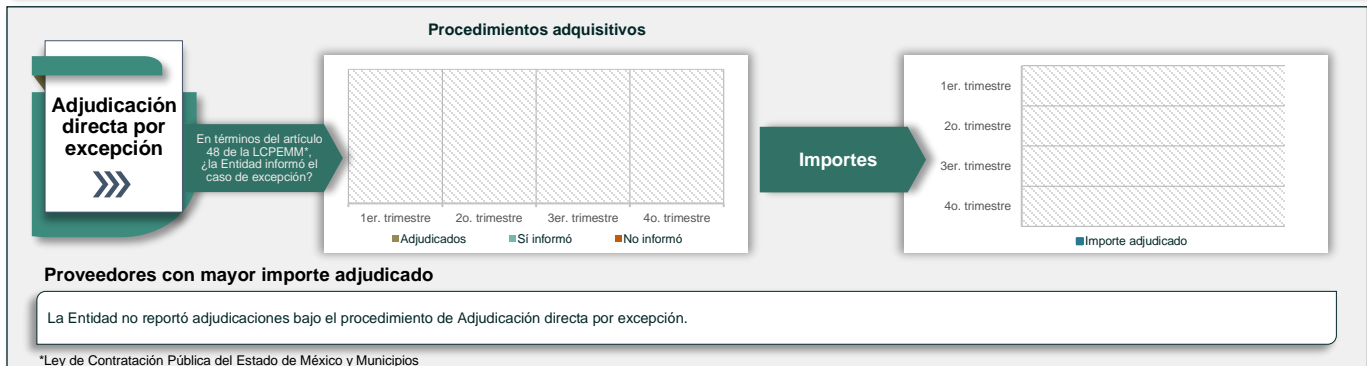 Procedimientos adquisitivos
Adjudicación
directa por
excepción
En términos del artículo
48 de la LCPEMM*,
¿la Entidad informó el
caso de excepción?
1er. trimestre
2o. trimestre
3er. trimestre
4o. trimestre
Adjudicados
Sí informó
No informó
Importes
1er. trimestre
2o. trimestre
3er. trimestre
4o. trimestre
Importe adjudicado
Proveedores con mayor importe adjudicado
La Entidad no reportó adjudicaciones bajo el procedimiento de Adjudicación directa por excepción.
*Ley de Contratación Pública del Estado de México y Municipios